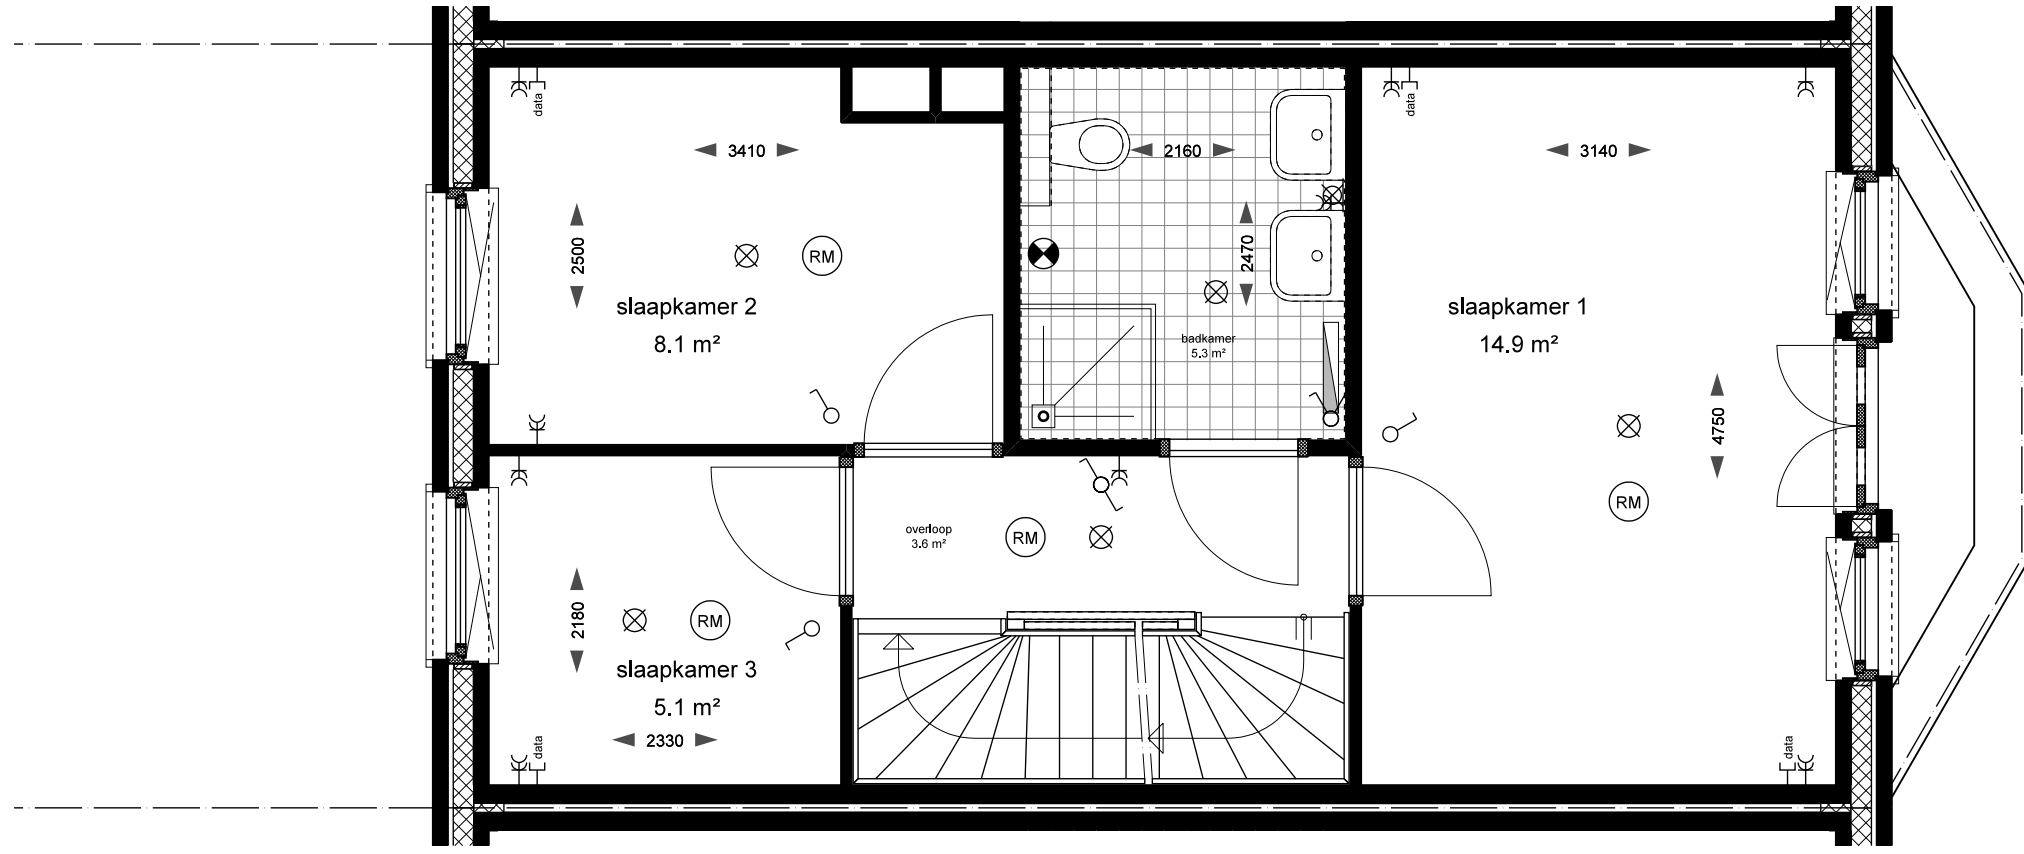 data
data
3410
2160
3140
2500
RM
2470
slaapkamer 2
8.1 m²
badkamer
5.3 m²
slaapkamer 1
14.9 m²
4750
RM
overloop
3.6 m²
RM
2180
RM
slaapkamer 3
5.1 m²
2330
data
data